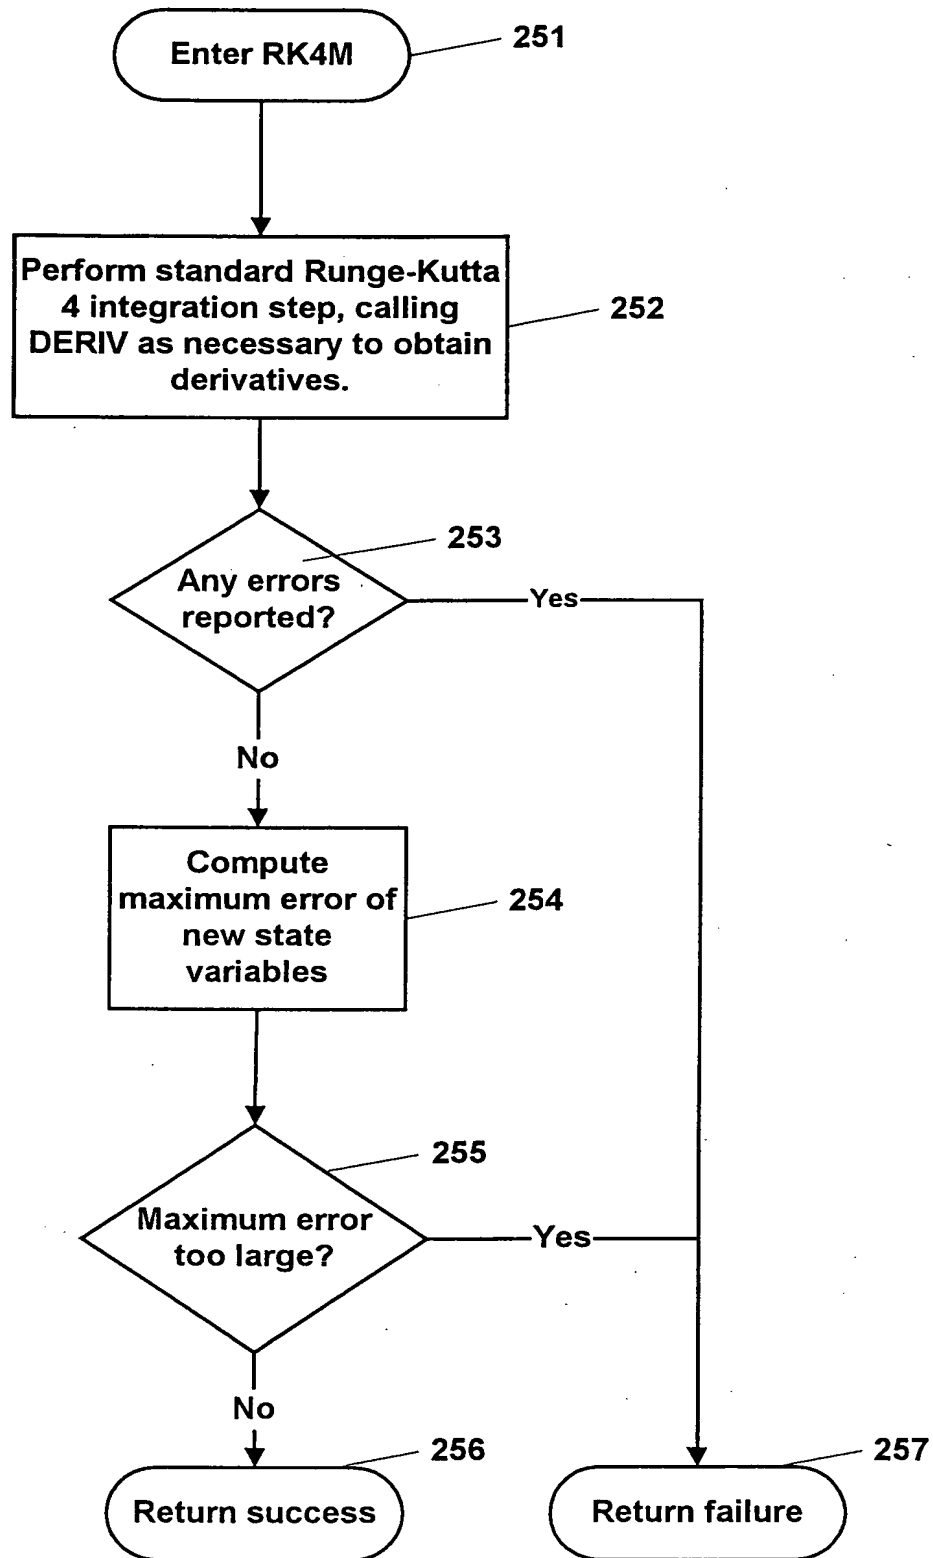 Enter RK4M
251
Perform standard Runge-Kutta
4 integration step, calling
DERIV as necessary to obtain
derivatives.
252
253
Any errors
reported?
Yes
No
Compute
maximum error of
new state
variables
254
255
Maximum error
too large?
Yes
No
256
257
Return success
Return failure